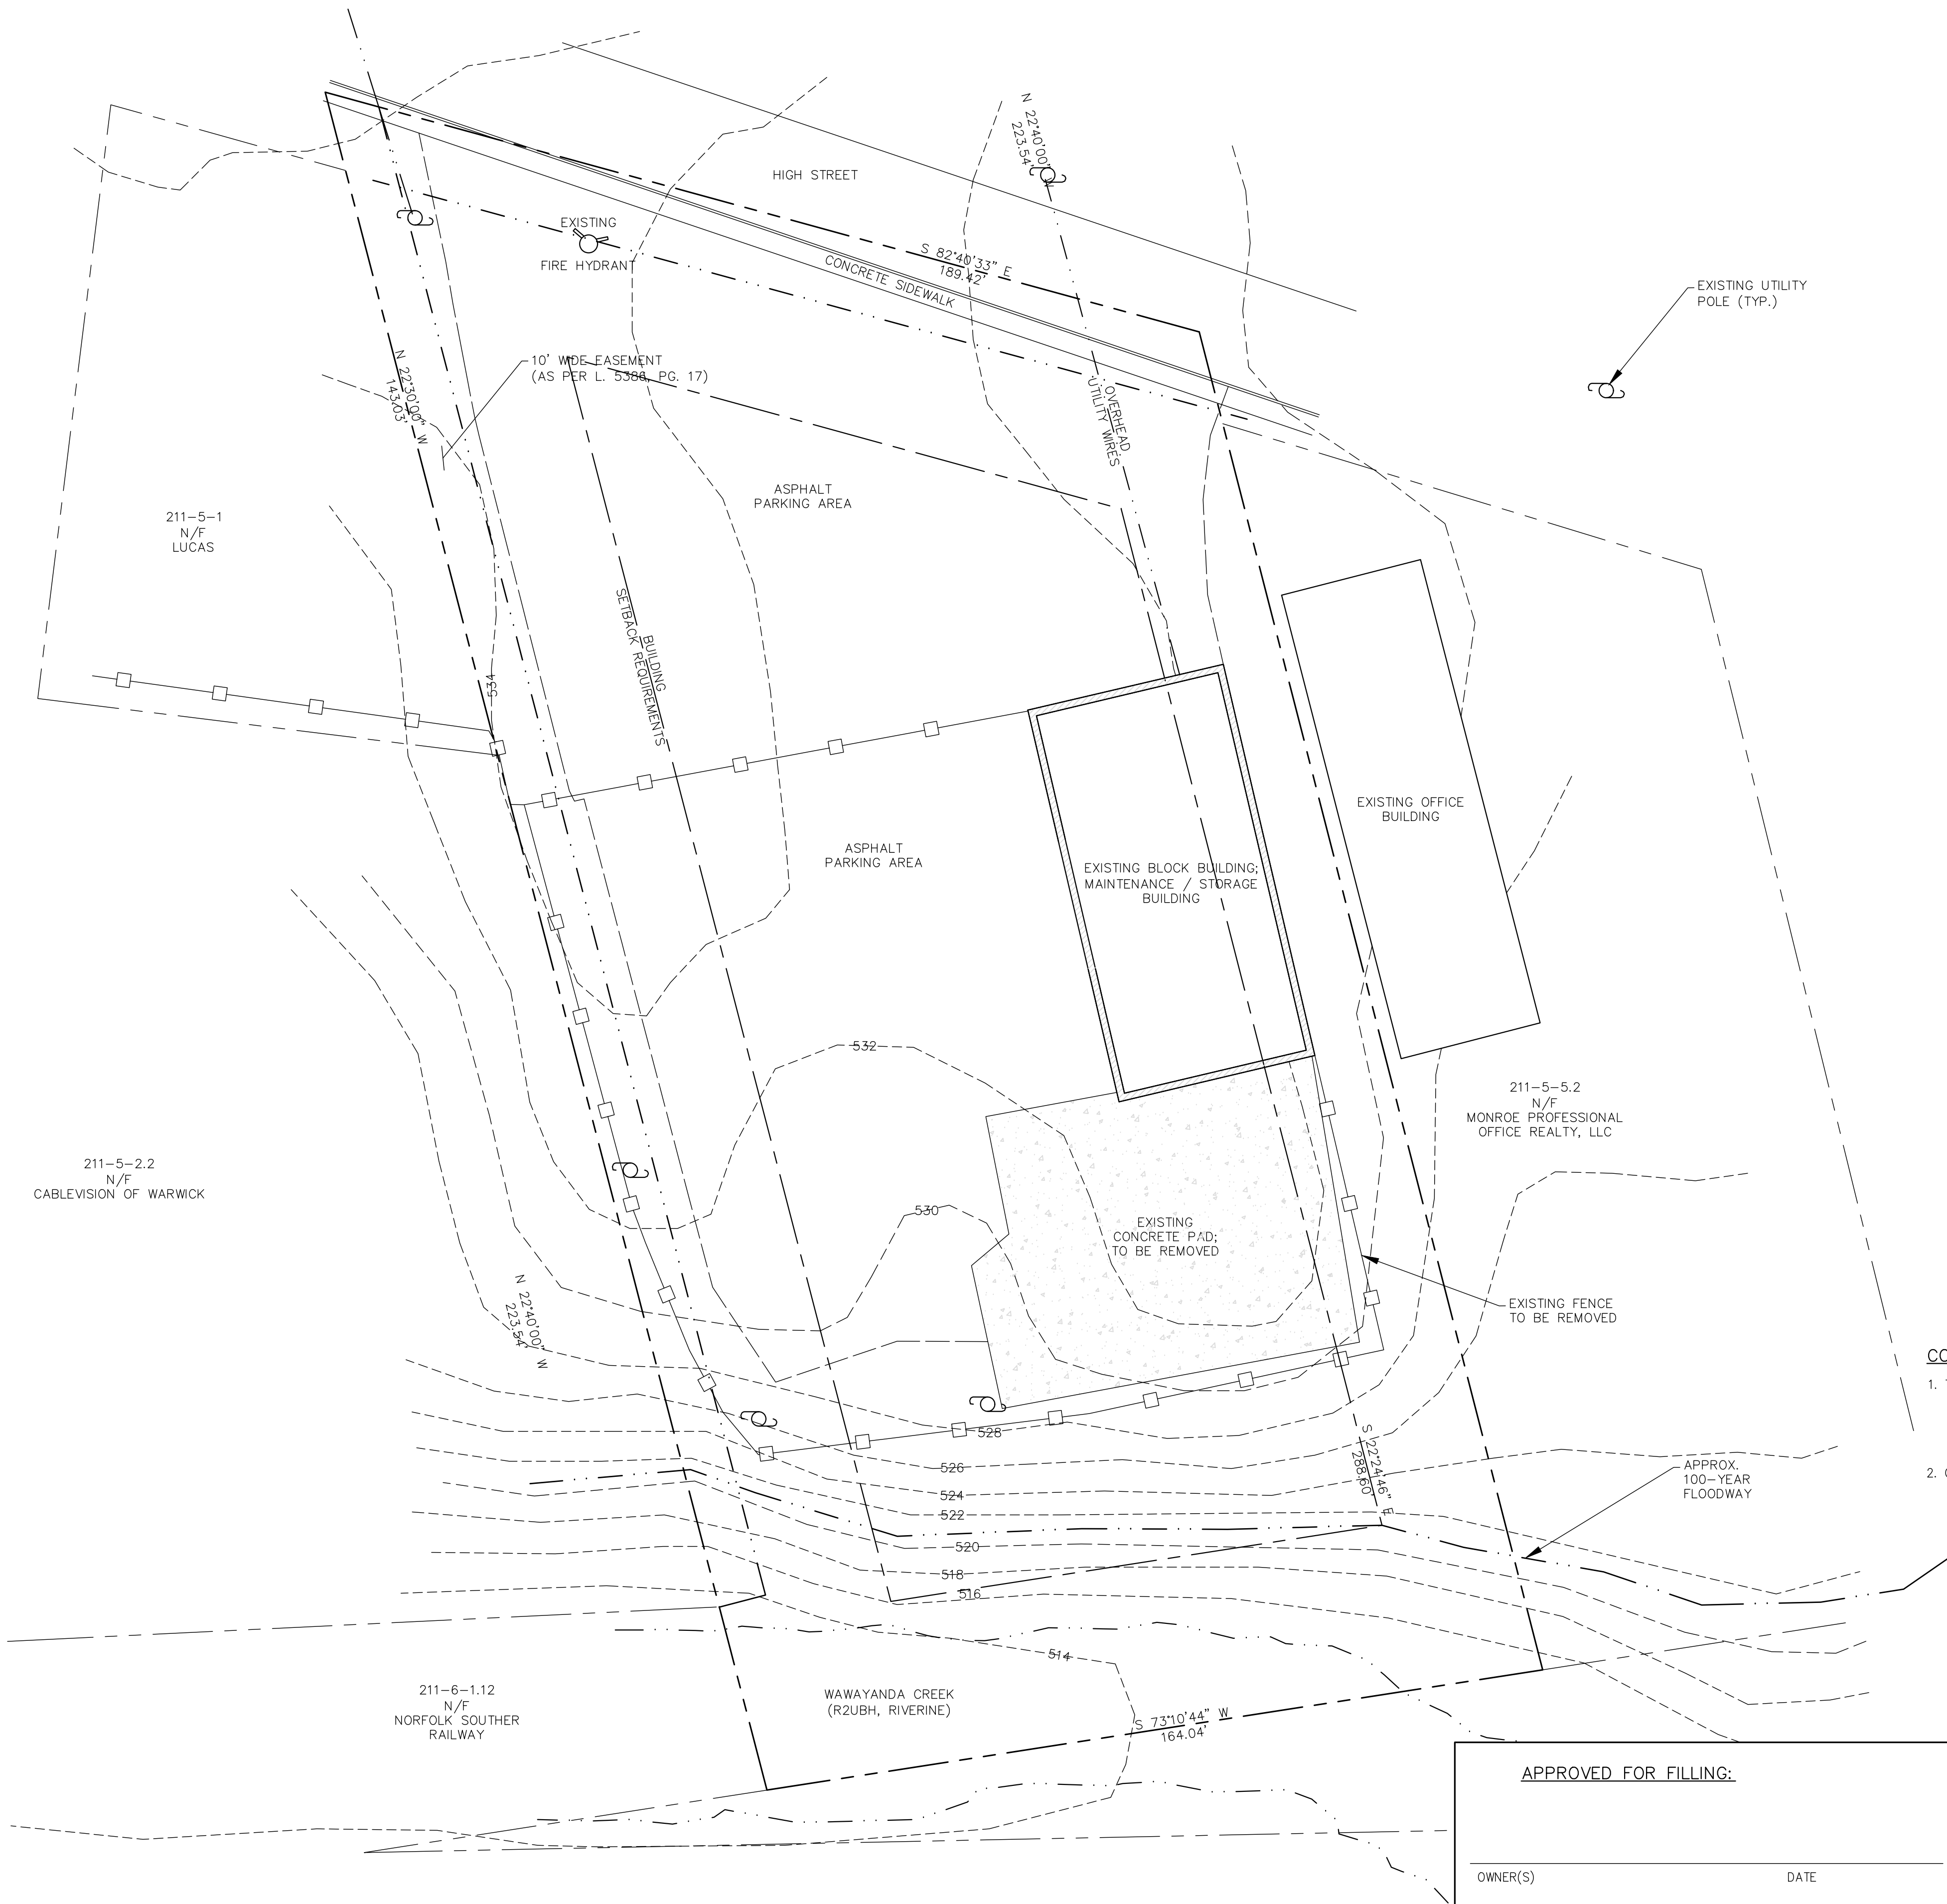 HIGH STREET
N 22°40'00" W
223.54'
EXISTING
FIRE HYDRANT
S 82°40'33" E
189.42'
CONCRETE SIDEWALK
EXISTING UTILITY
POLE (TYP.)
10' WIDE EASEMENT
(AS PER L. 5386, PG. 17)
N 22°30'00" W
143.03'
OVERHEAD
UTILITY WIRES
ASPHALT
PARKING AREA
211-5-1
N/F
LUCAS
BUILDING
SETBACK REQUIREMENTS
534
EXISTING OFFICE
BUILDING
ASPHALT
PARKING AREA
EXISTING BLOCK BUILDING;
MAINTENANCE / STORAGE
BUILDING
532
211-5-5.2
N/F
MONROE PROFESSIONAL
OFFICE REALTY, LLC
211-5-2.2
N/F
CABLEVISION OF WARWICK
530
EXISTING
CONCRETE PAD;
TO BE REMOVED
N 22°40'00" W
223.54'
EXISTING FENCE
TO BE REMOVED
CO
1.
528
S 22°24'46" E
288.60'
526
APPROX.
100-YEAR
FLOODWAY
2.
524
522
520
518
516
514
211-6-1.12
N/F
NORFOLK SOUTHER
RAILWAY
WAWAYANDA CREEK
(R2UBH, RIVERINE)
S 73°10'44" W
164.04'
APPROVED FOR FILLING:
OWNER(S) DATE